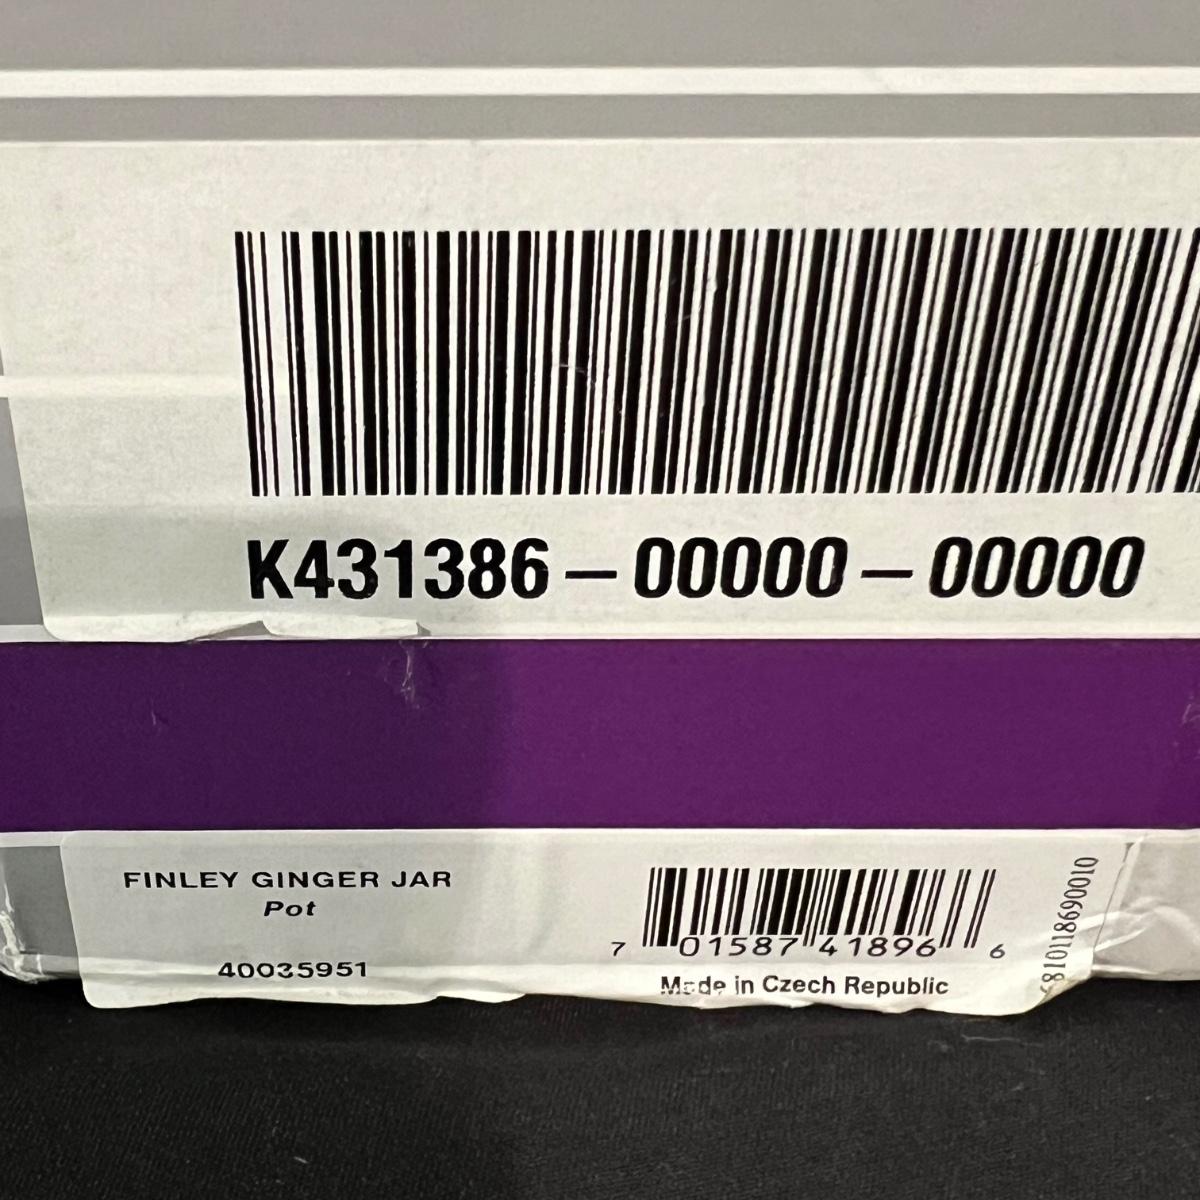 K431386-00000-00000
FINLEY GINGER JAR
Pot
40035951
7 01587 41896 6
Made in Czech Republic